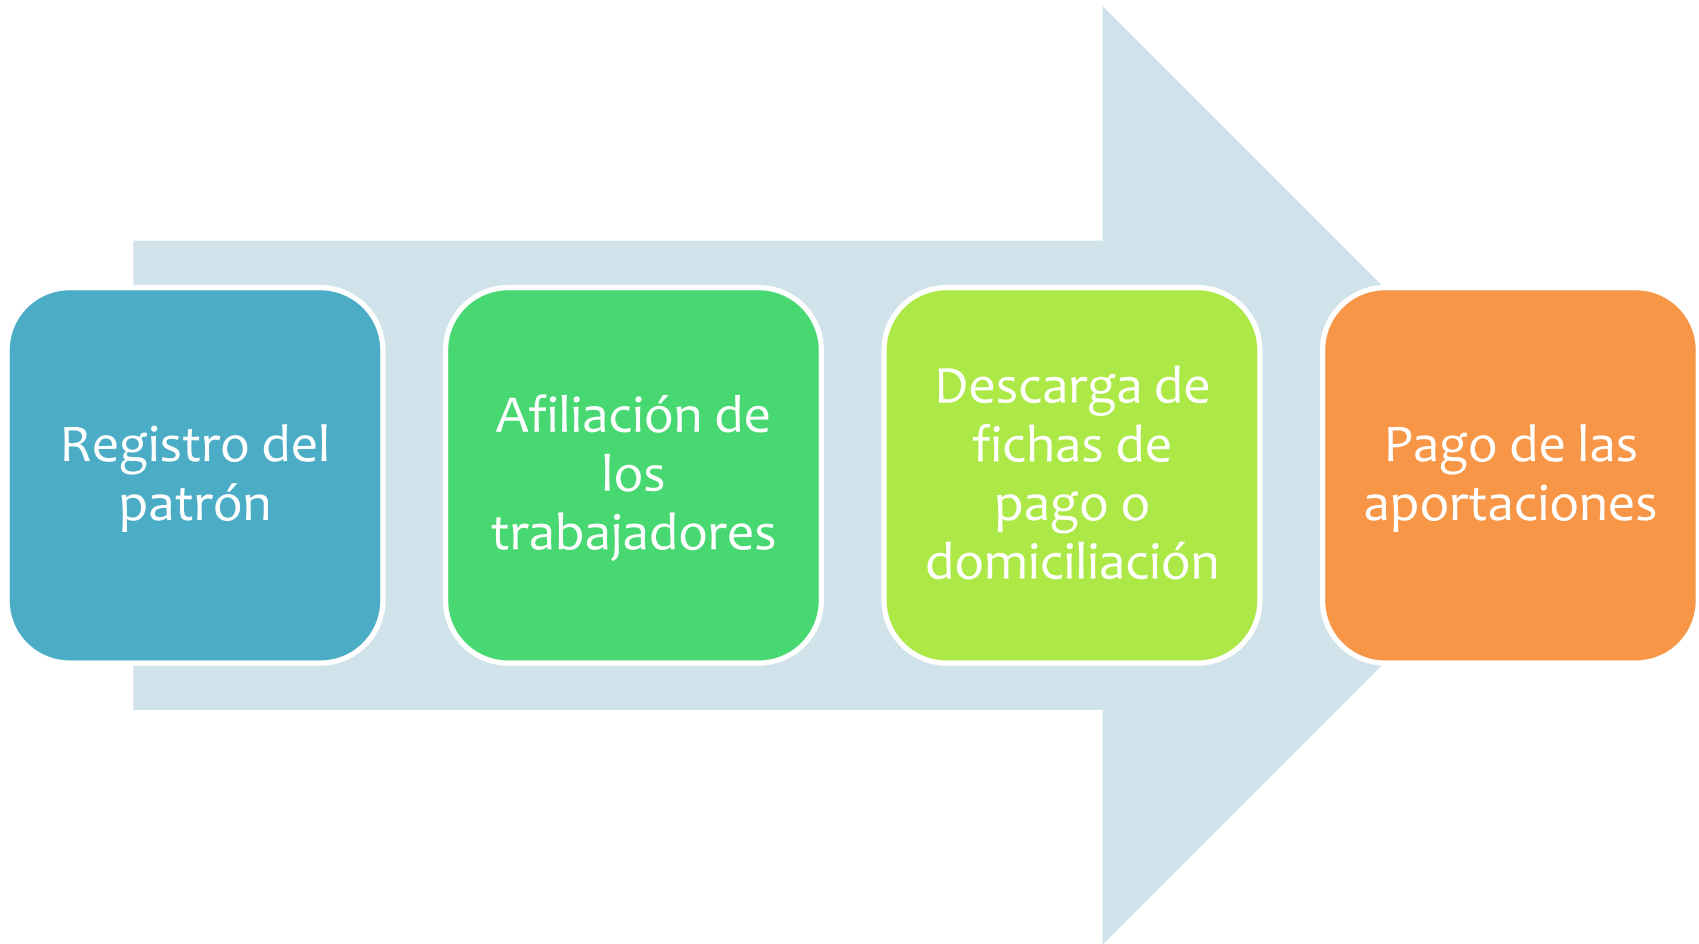 Registro del
patrón
Afiliación de
los
trabajadores
Descarga de
fichas de
pago o
domiciliación
Pago de las
aportaciones